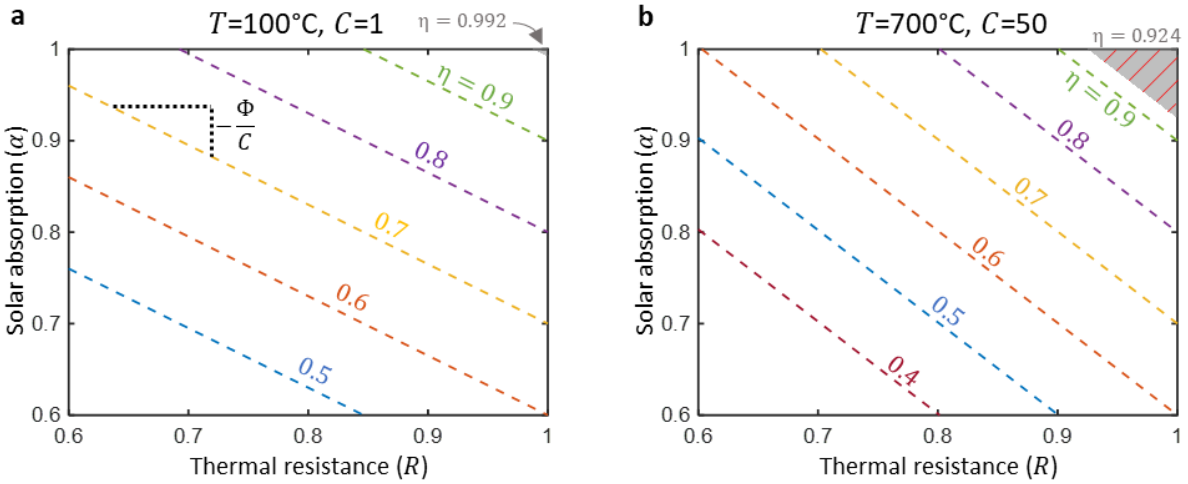 a
T=100°C, C=1
η = 0.992
1
0.9
0.8
0.7
0.6
Solar absorption (α)
−Φ/C
η = 0.9
0.8
0.7
0.6
0.5
0.6
0.7
0.8
0.9
1
Thermal resistance (R)
b
T=700°C, C=50
η = 0.924
1
0.9
0.8
0.7
0.6
Solar absorption (α)
η = 0.9
0.8
0.7
0.6
0.5
0.4
0.6
0.7
0.8
0.9
1
Thermal resistance (R)